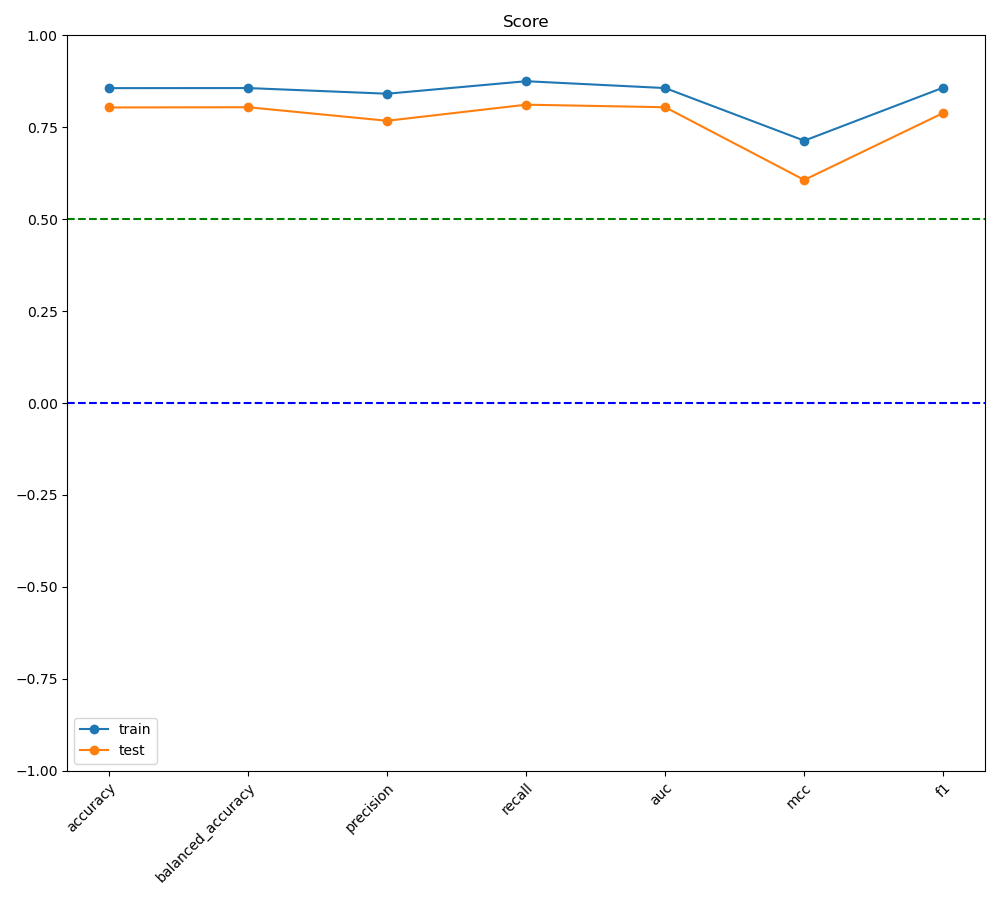 Score
1.00
0.75
0.50
0.25
0.00
−0.25
−0.50
−0.75
−1.00
train
test
accuracy
balanced_accuracy
precision
recall
auc
mcc
f1